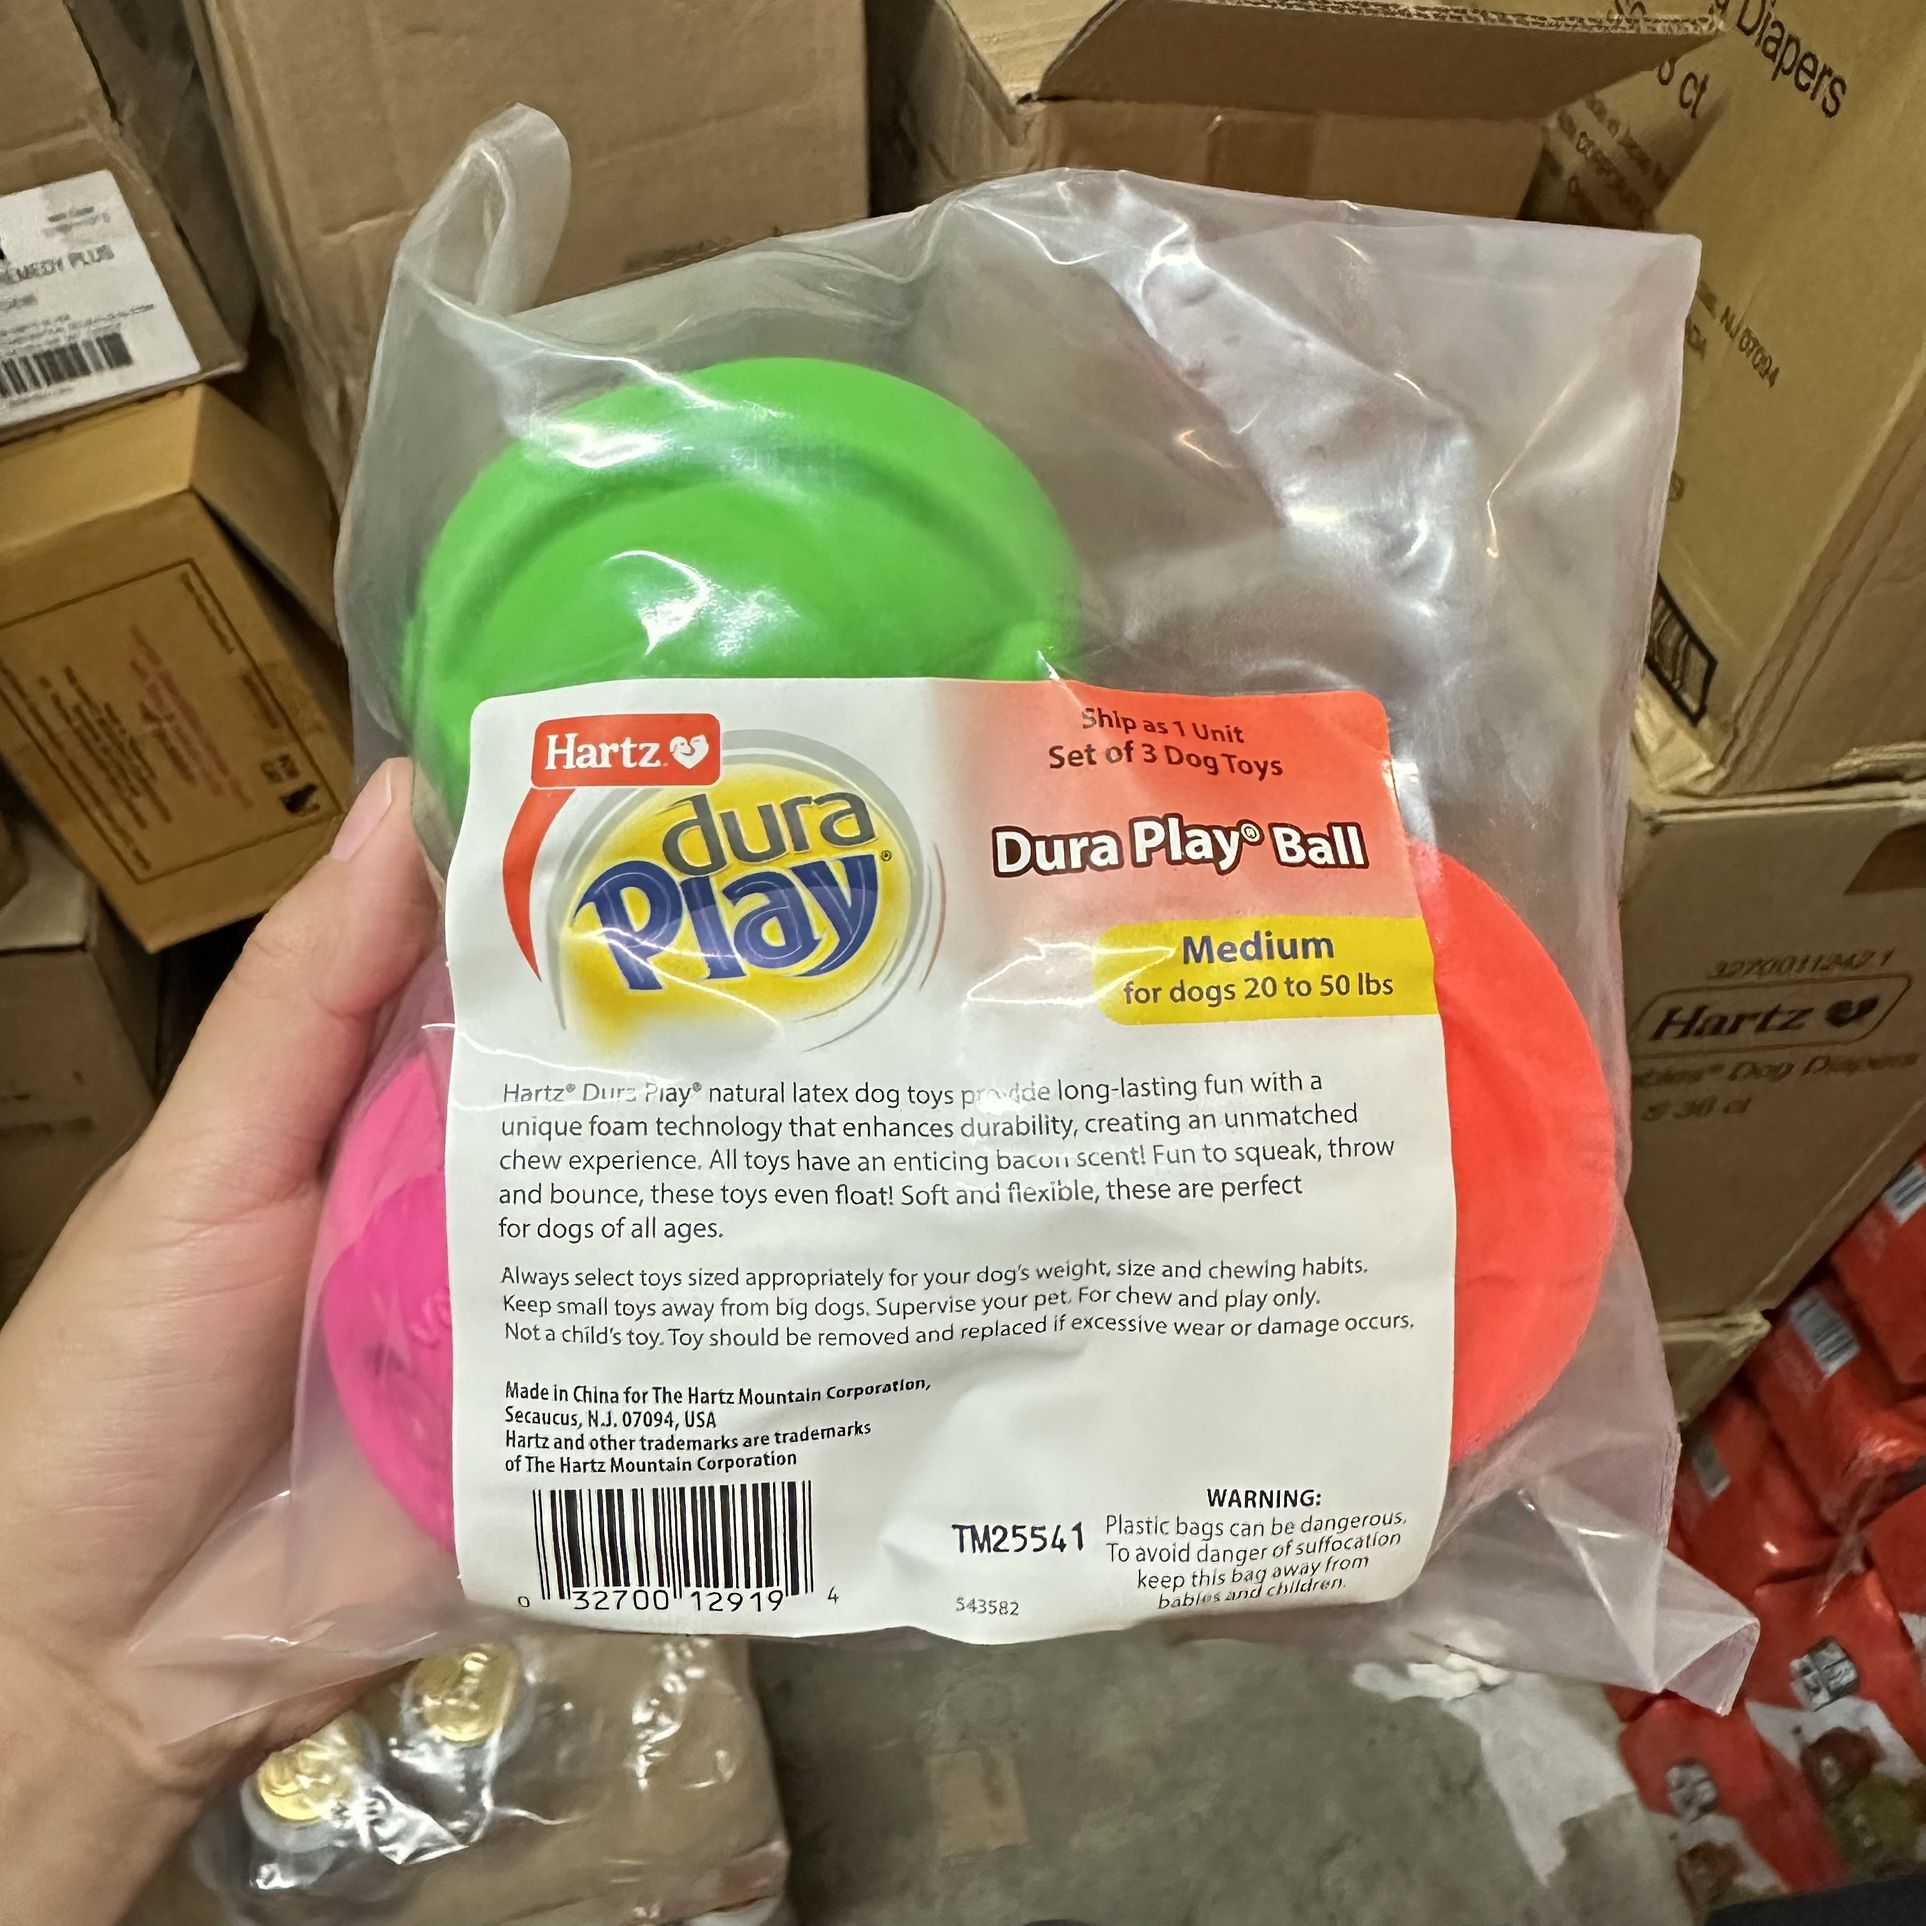 Diapers
8 ct
EMEDY PLUS
NJ 07094
Hartz
dura
Play®
Ship as 1 Unit
Set of 3 Dog Toys
Dura Play® Ball
Medium
for dogs 20 to 50 lbs
Hartz® Dura Play® natural latex dog toys provide long-lasting fun with a
unique foam technology that enhances durability, creating an unmatched
chew experience. All toys have an enticing bacon scent! Fun to squeak, throw
and bounce, these toys even float! Soft and flexible, these are perfect
for dogs of all ages.
Always select toys sized appropriately for your dog's weight, size and chewing habits.
Keep small toys away from big dogs. Supervise your pet. For chew and play only.
Not a child's toy. Toy should be removed and replaced if excessive wear or damage occurs.
Made in China for The Hartz Mountain Corporation,
Secaucus, N.J. 07094, USA
Hartz and other trademarks are trademarks
of The Hartz Mountain Corporation
0 32700 12919 4
TM25541
543582
WARNING:
Plastic bags can be dangerous.
To avoid danger of suffocation
keep this bag away from
babies and children.
Hartz
Dog Diapers